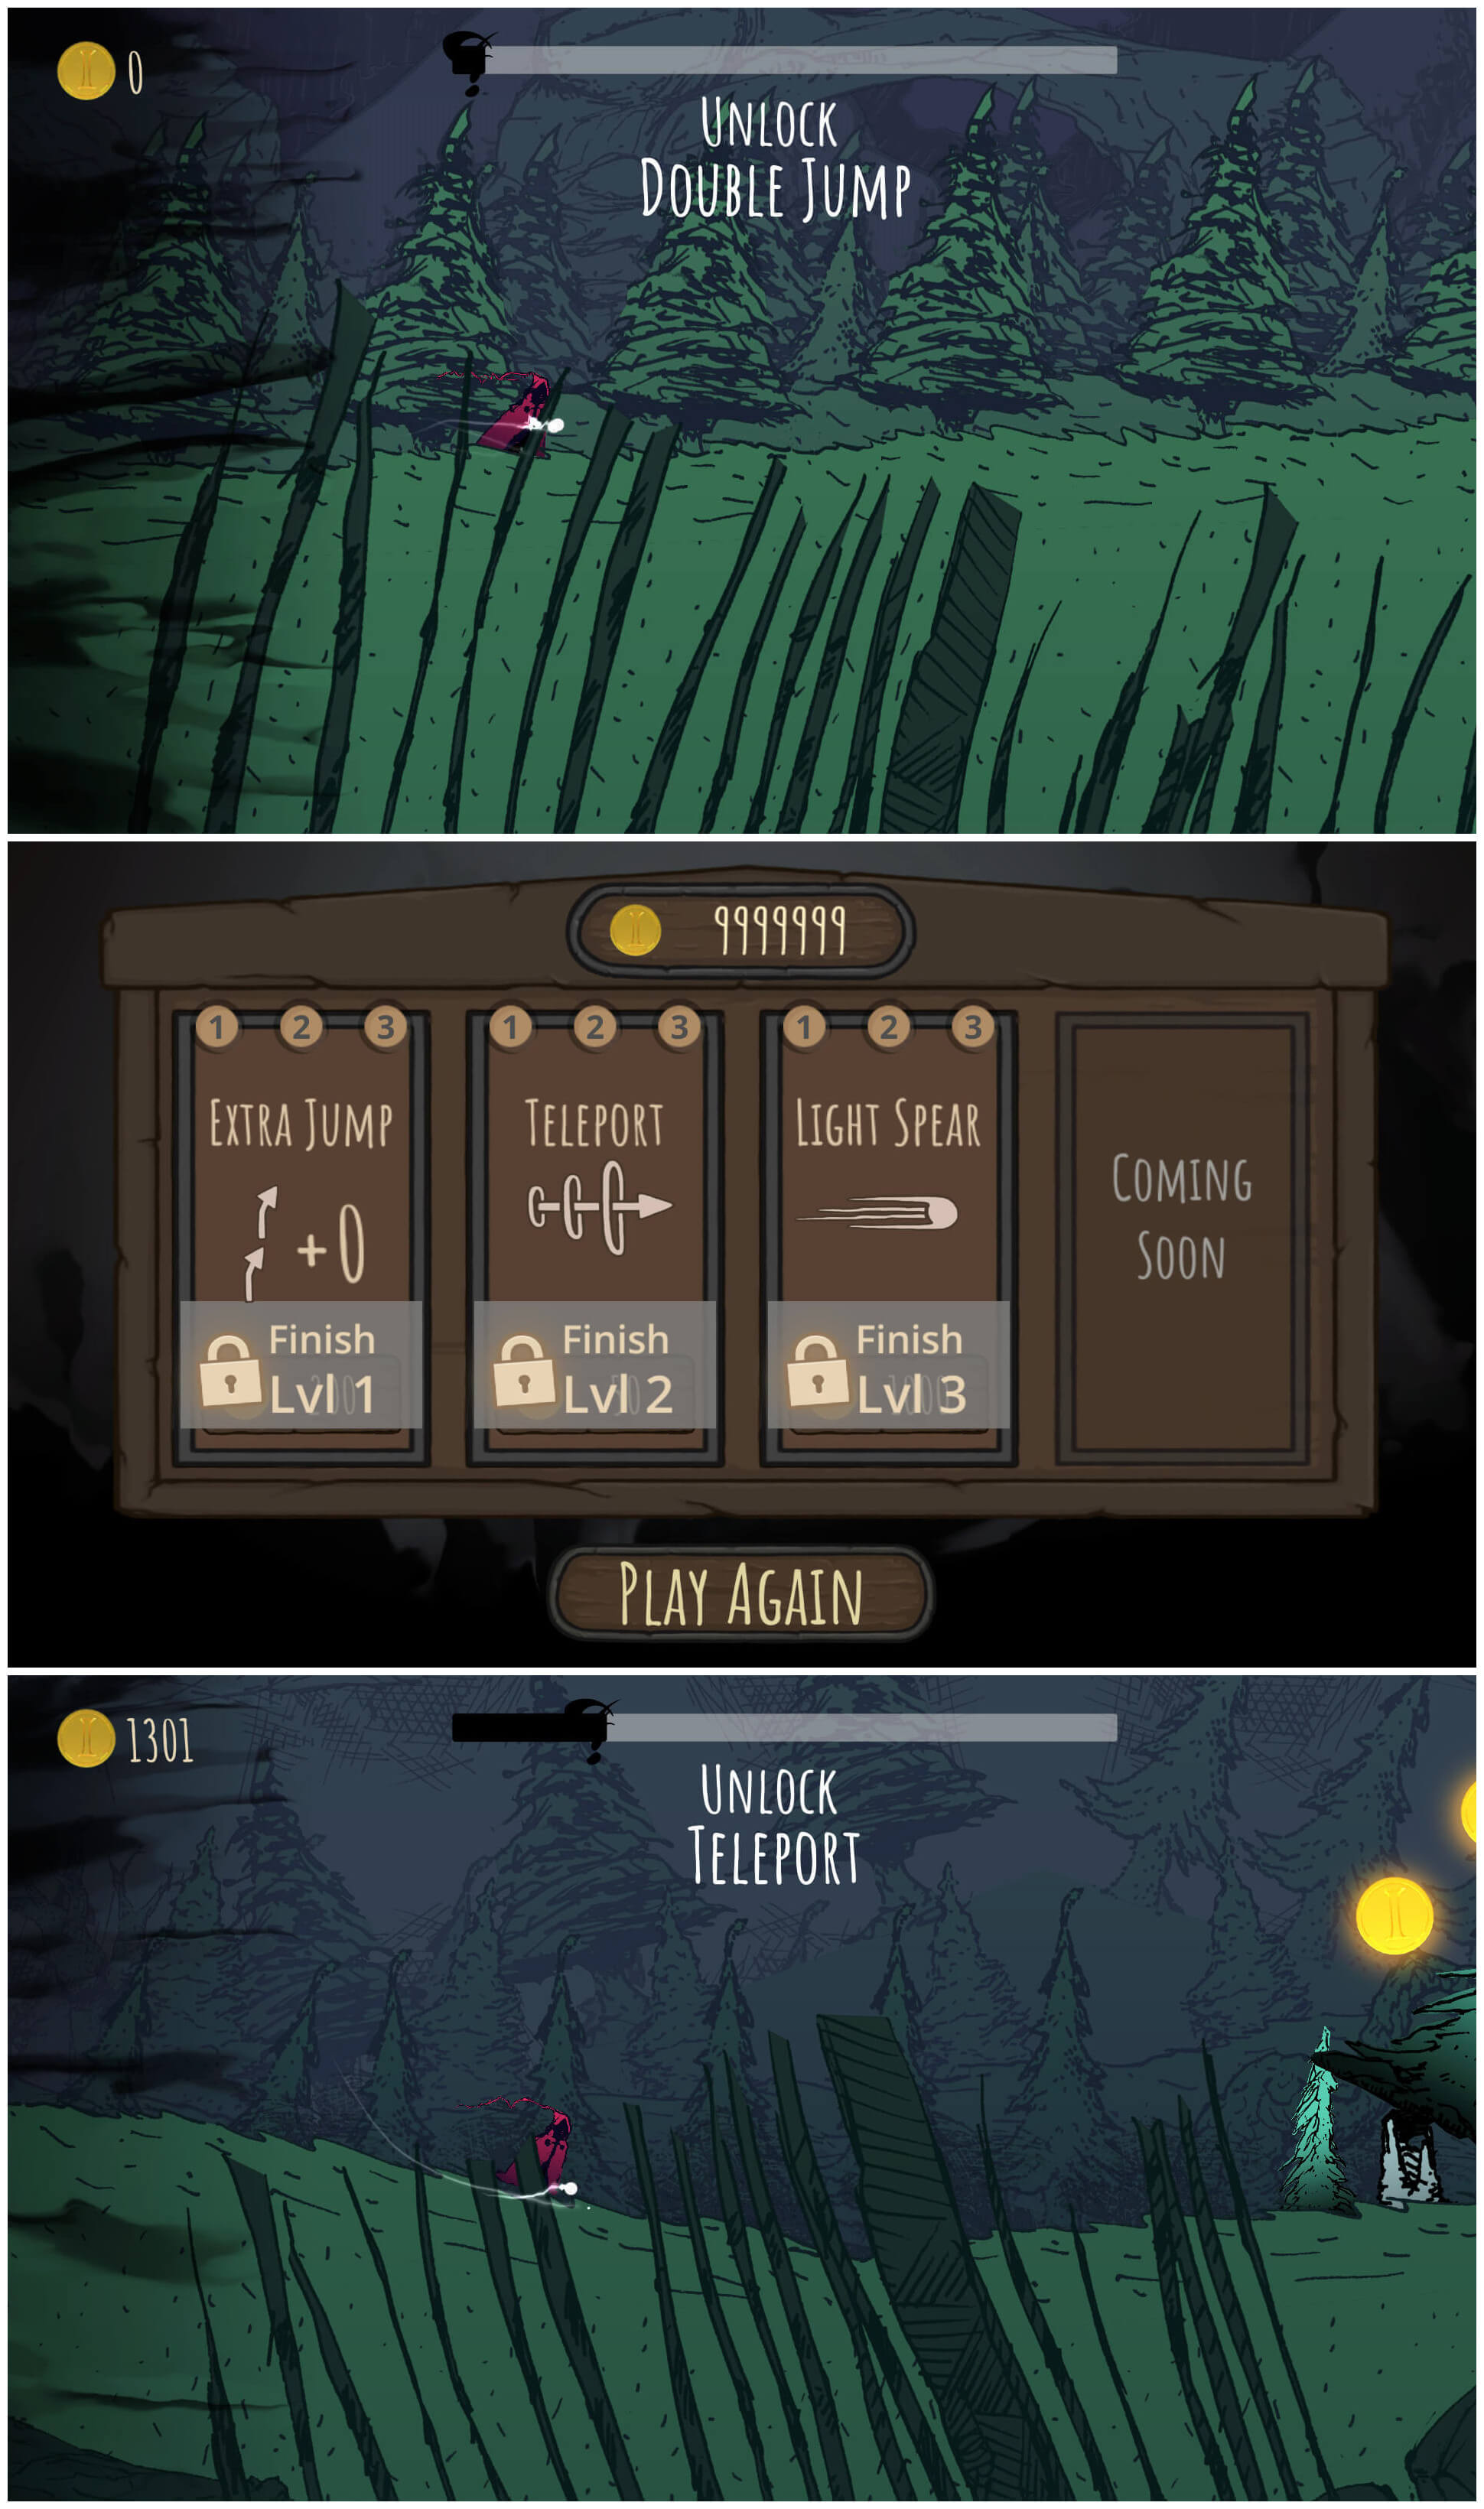 0
UNLOCK
DOUBLE JUMP
9999999
1 2 3
EXTRA JUMP
+0
Finish
Lvl 1
1 2 3
TELEPORT
Finish
Lvl 2
1 2 3
LIGHT SPEAR
Finish
Lvl 3
COMING
SOON
PLAY AGAIN
1301
UNLOCK
TELEPORT